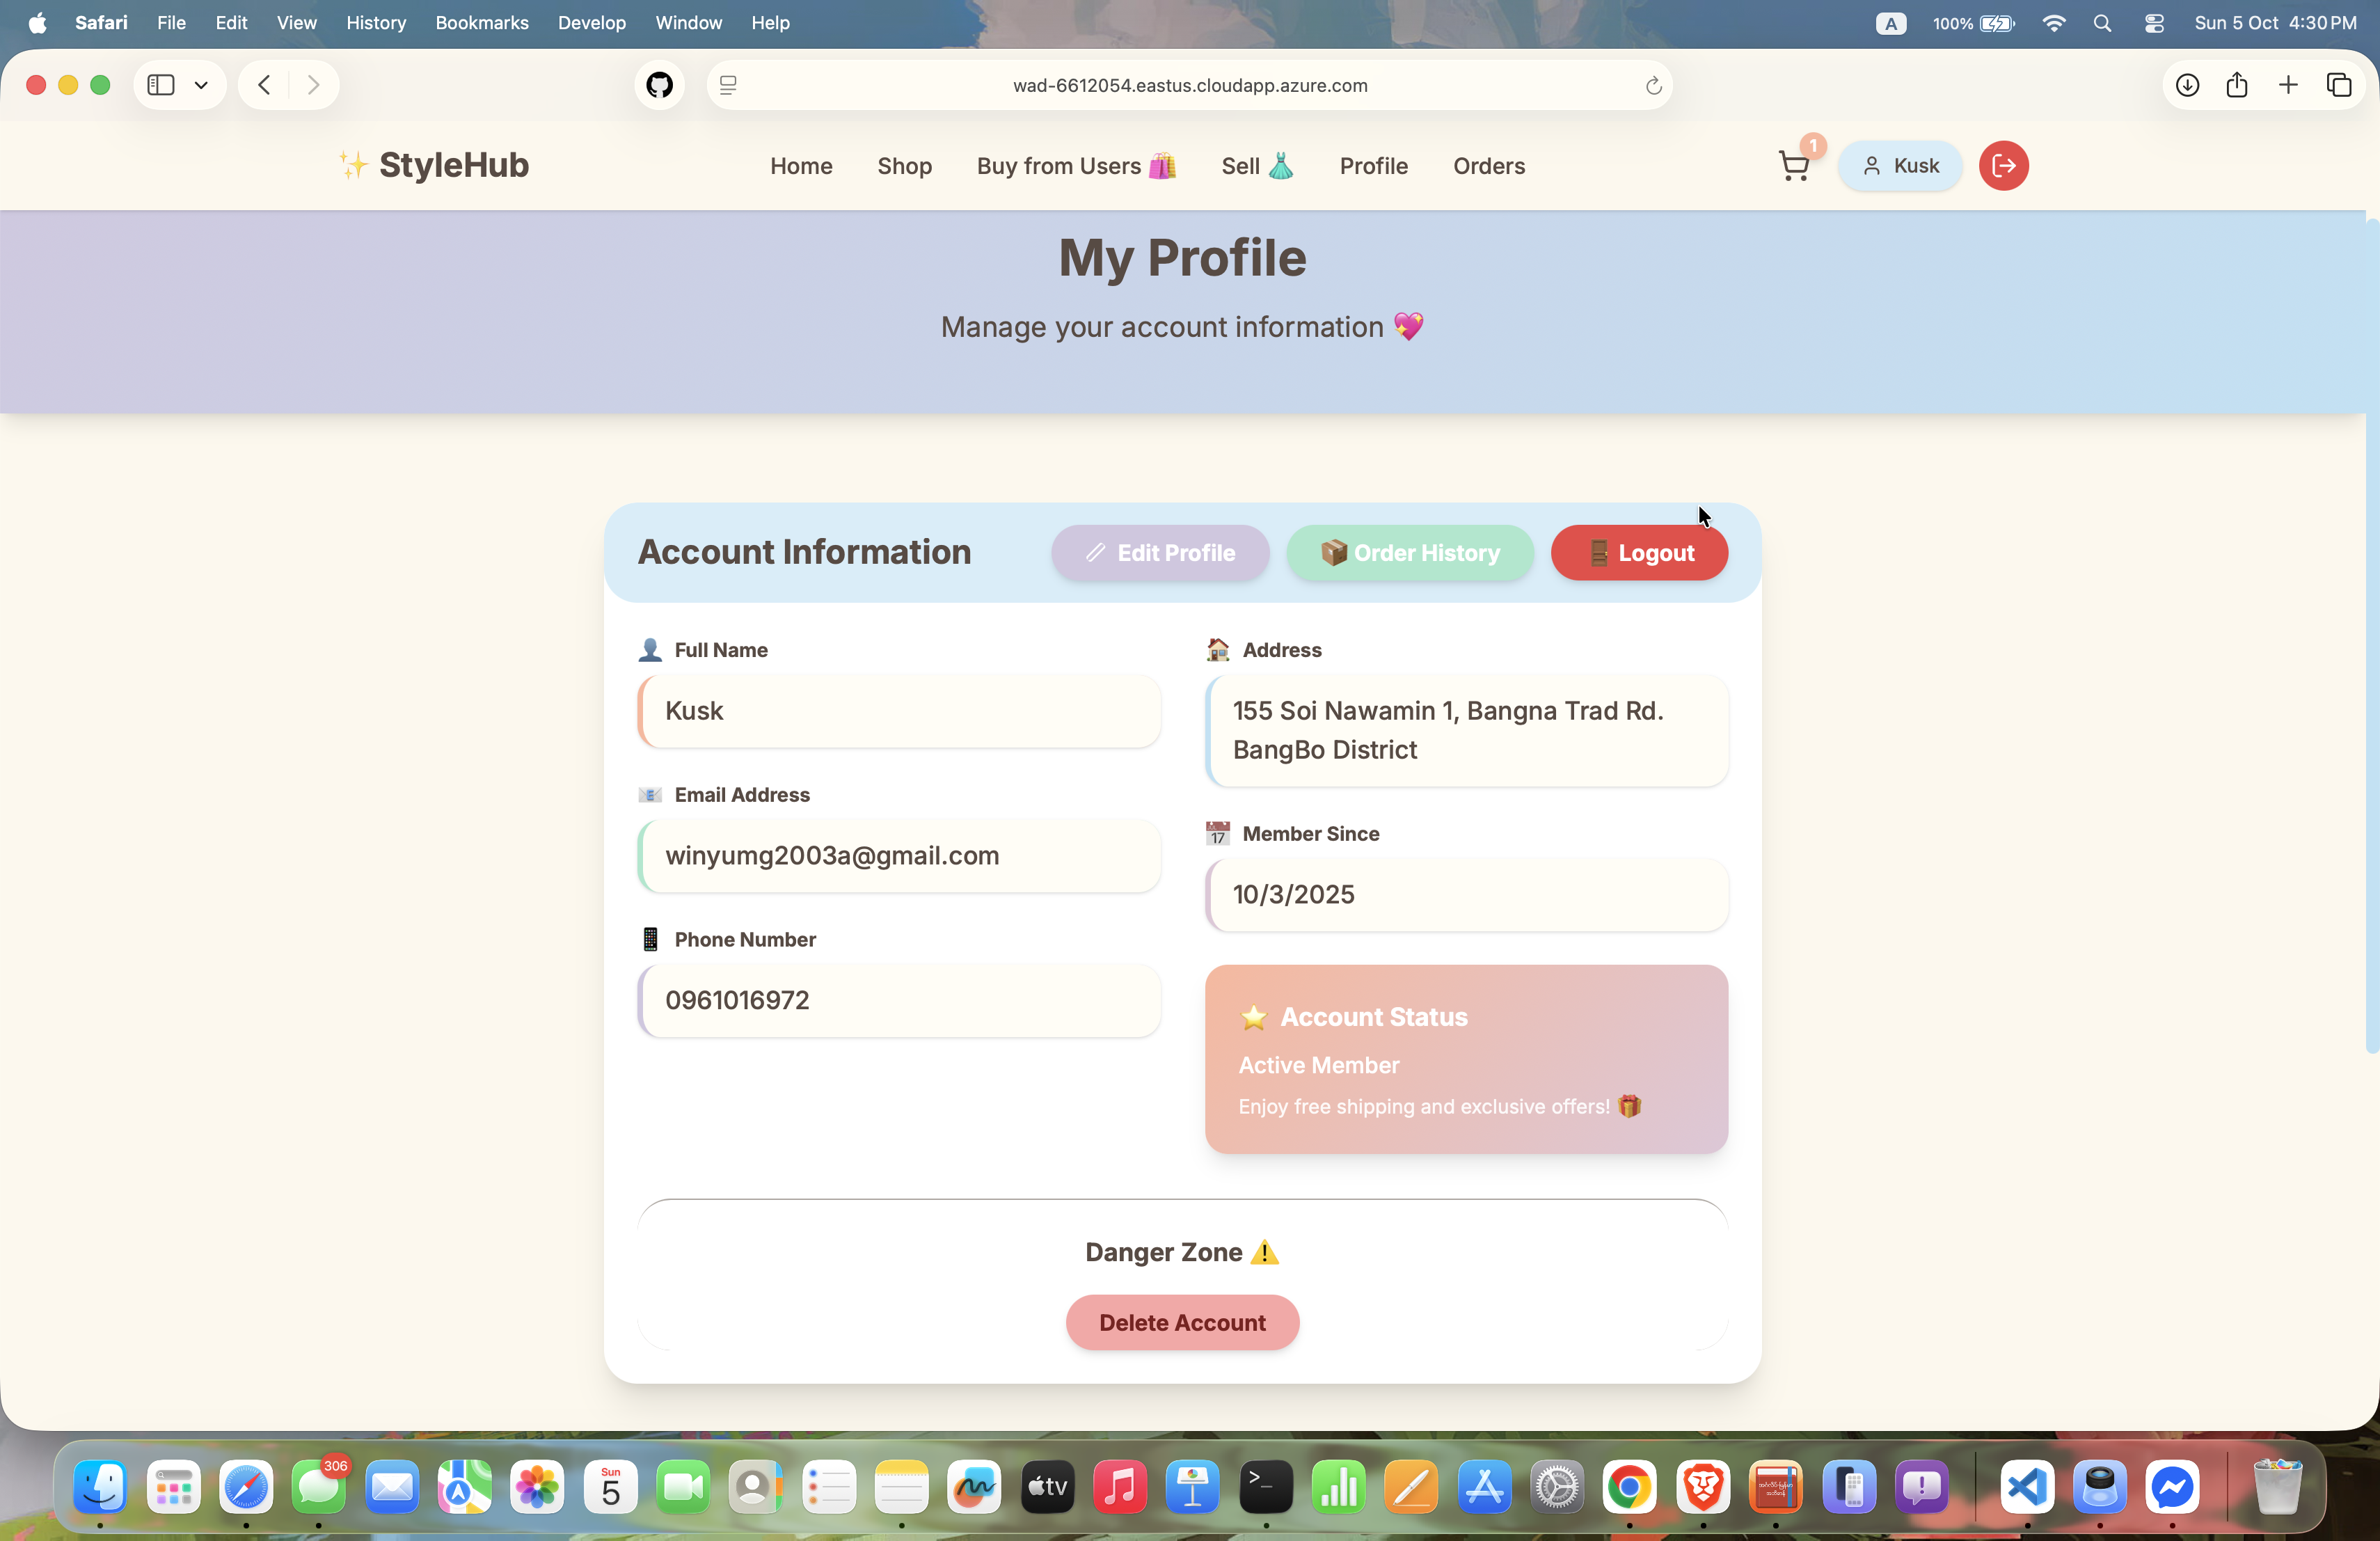 Safari File Edit View History Bookmarks Develop Window Help A 100% Sun 5 Oct 4:30 PM
wad-6612054.eastus.cloudapp.azure.com
✨ StyleHub Home Shop Buy from Users 🛍️ Sell 👗 Profile Orders 1 Kusk
My Profile
Manage your account information 💖
Account Information Edit Profile 📦 Order History 🚪 Logout
👤 Full Name
Kusk
📧 Email Address
winyumg2003a@gmail.com
📱 Phone Number
0961016972
🏠 Address
155 Soi Nawamin 1, Bangna Trad Rd.
BangBo District
📅 Member Since
10/3/2025
⭐ Account Status
Active Member
Enjoy free shipping and exclusive offers! 🎁
Danger Zone ⚠️
Delete Account
306
Sun
5
tv